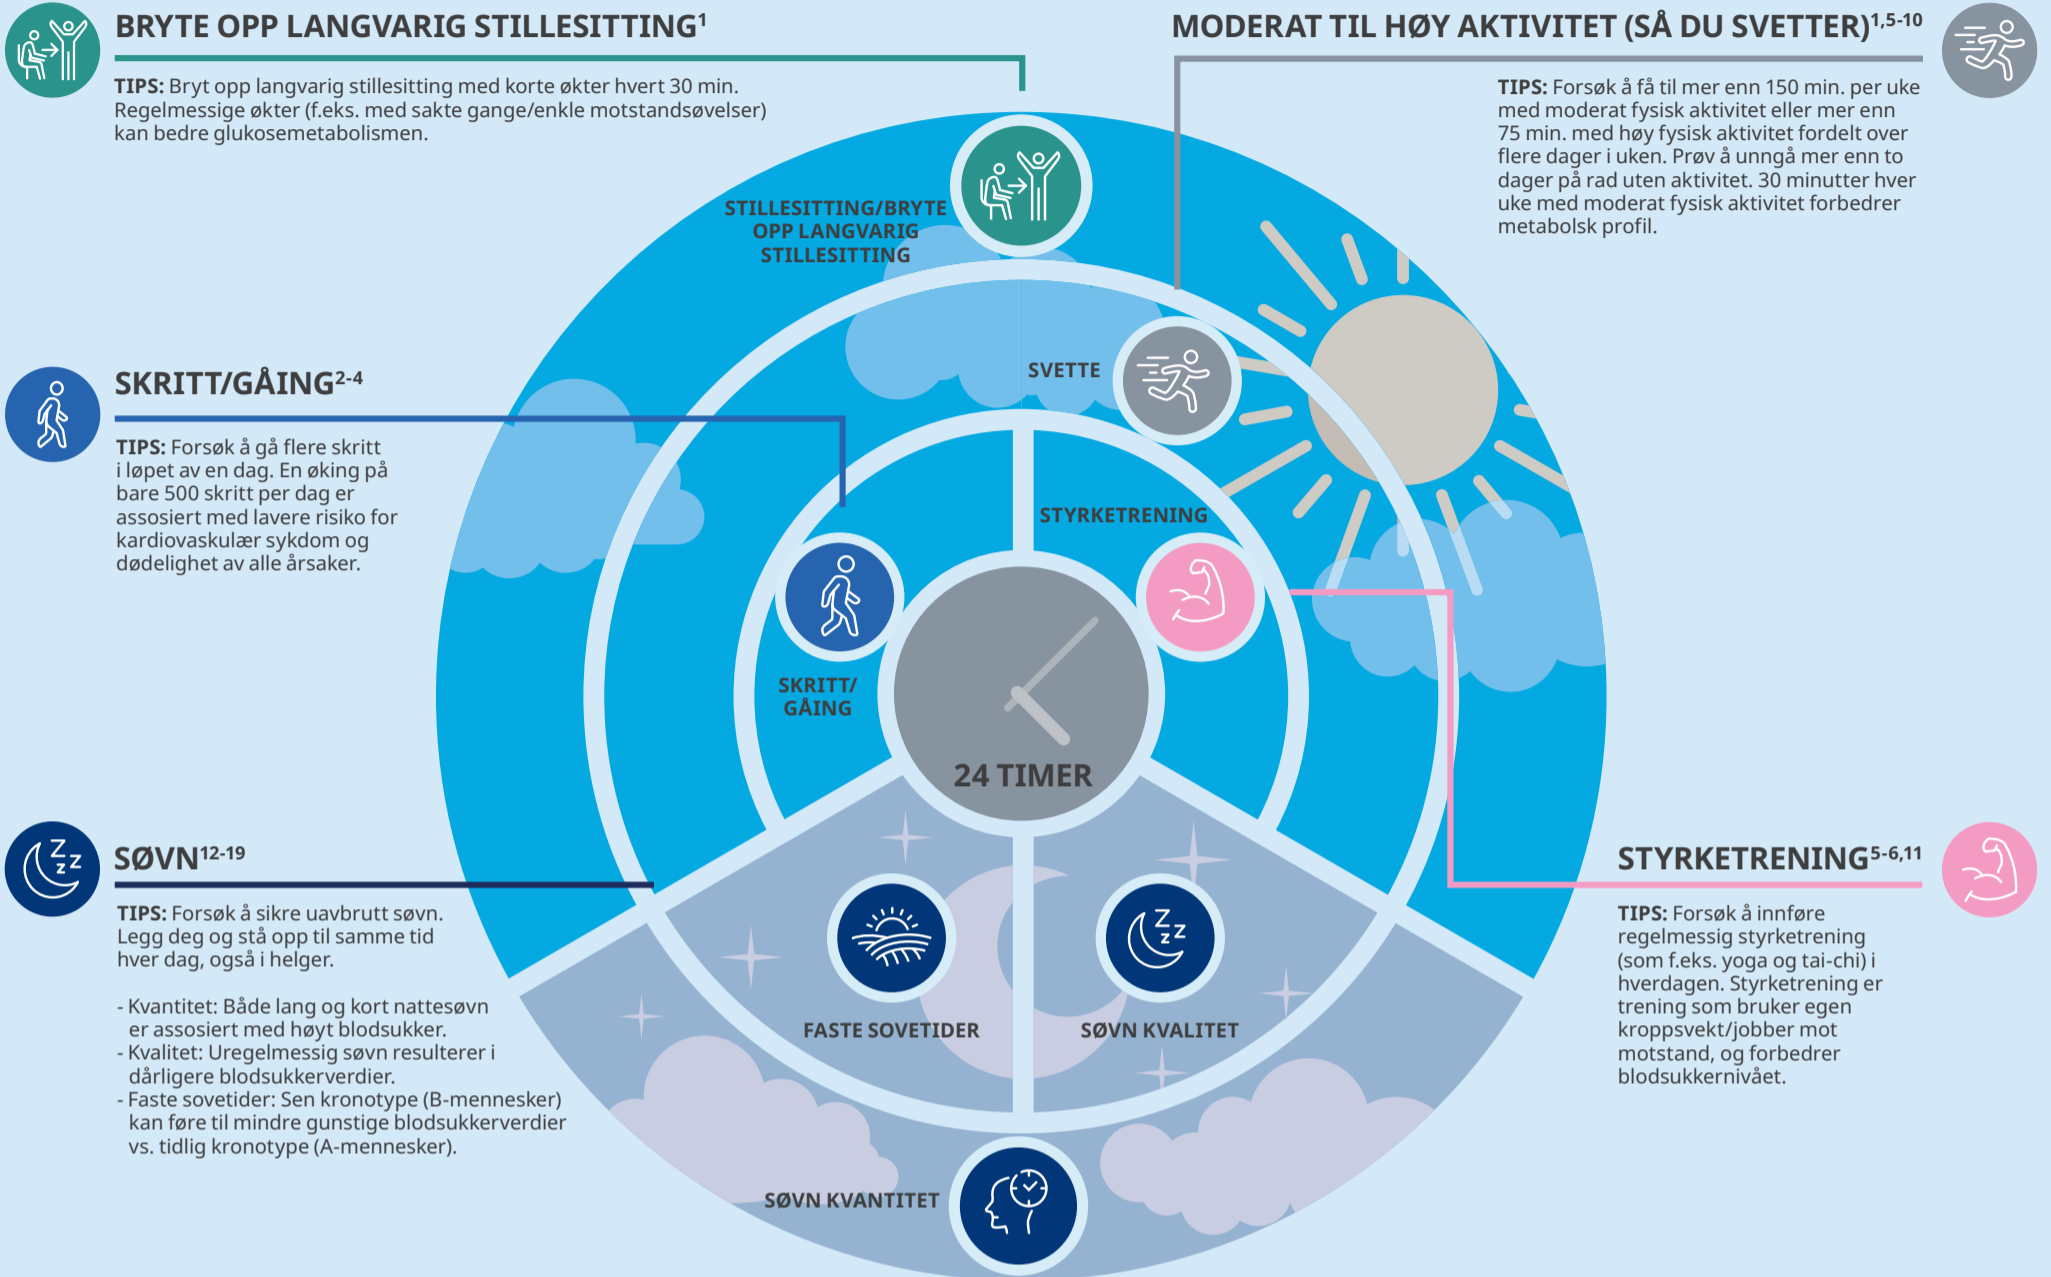 BRYTE OPP LANGVARIG STILLESITTING¹
TIPS: Bryt opp langvarig stillesitting med korte økter hvert 30 min.
Regelmessige økter (f.eks. med sakte gange/enkle motstandsøvelser)
kan bedre glukosemetabolismen.
MODERAT TIL HØY AKTIVITET (SÅ DU SVETTER)¹,⁵⁻¹⁰
TIPS: Forsøk å få til mer enn 150 min. per uke
med moderat fysisk aktivitet eller mer enn
75 min. med høy fysisk aktivitet fordelt over
flere dager i uken. Prøv å unngå mer enn to
dager på rad uten aktivitet. 30 minutter hver
uke med moderat fysisk aktivitet forbedrer
metabolsk profil.
STILLESITTING/BRYTE
OPP LANGVARIG
STILLESITTING
SVETTE
SKRITT/GÅING²⁻⁴
TIPS: Forsøk å gå flere skritt
i løpet av en dag. En øking på
bare 500 skritt per dag er
assosiert med lavere risiko for
kardiovaskulær sykdom og
dødelighet av alle årsaker.
STYRKETRENING
SKRITT/
GÅING
24 TIMER
SØVN¹²⁻¹⁹
TIPS: Forsøk å sikre uavbrutt søvn.
Legg deg og stå opp til samme tid
hver dag, også i helger.
- Kvantitet: Både lang og kort nattesøvn
er assosiert med høyt blodsukker.
- Kvalitet: Uregelmessig søvn resulterer i
dårligere blodsukkerverdier.
- Faste sovetider: Sen kronotype (B-mennesker)
kan føre til mindre gunstige blodsukkerverdier
vs. tidlig kronotype (A-mennesker).
Z
Z
Z
Z
STYRKETRENING⁵⁻⁶,¹¹
TIPS: Forsøk å innføre
regelmessig styrketrening
(som f.eks. yoga og tai-chi) i
hverdagen. Styrketrening er
trening som bruker egen
kroppsvekt/jobber mot
motstand, og forbedrer
blodsukkernivået.
Z
Z
Z
Z
FASTE SOVETIDER
SØVN KVALITET
SØVN KVANTITET